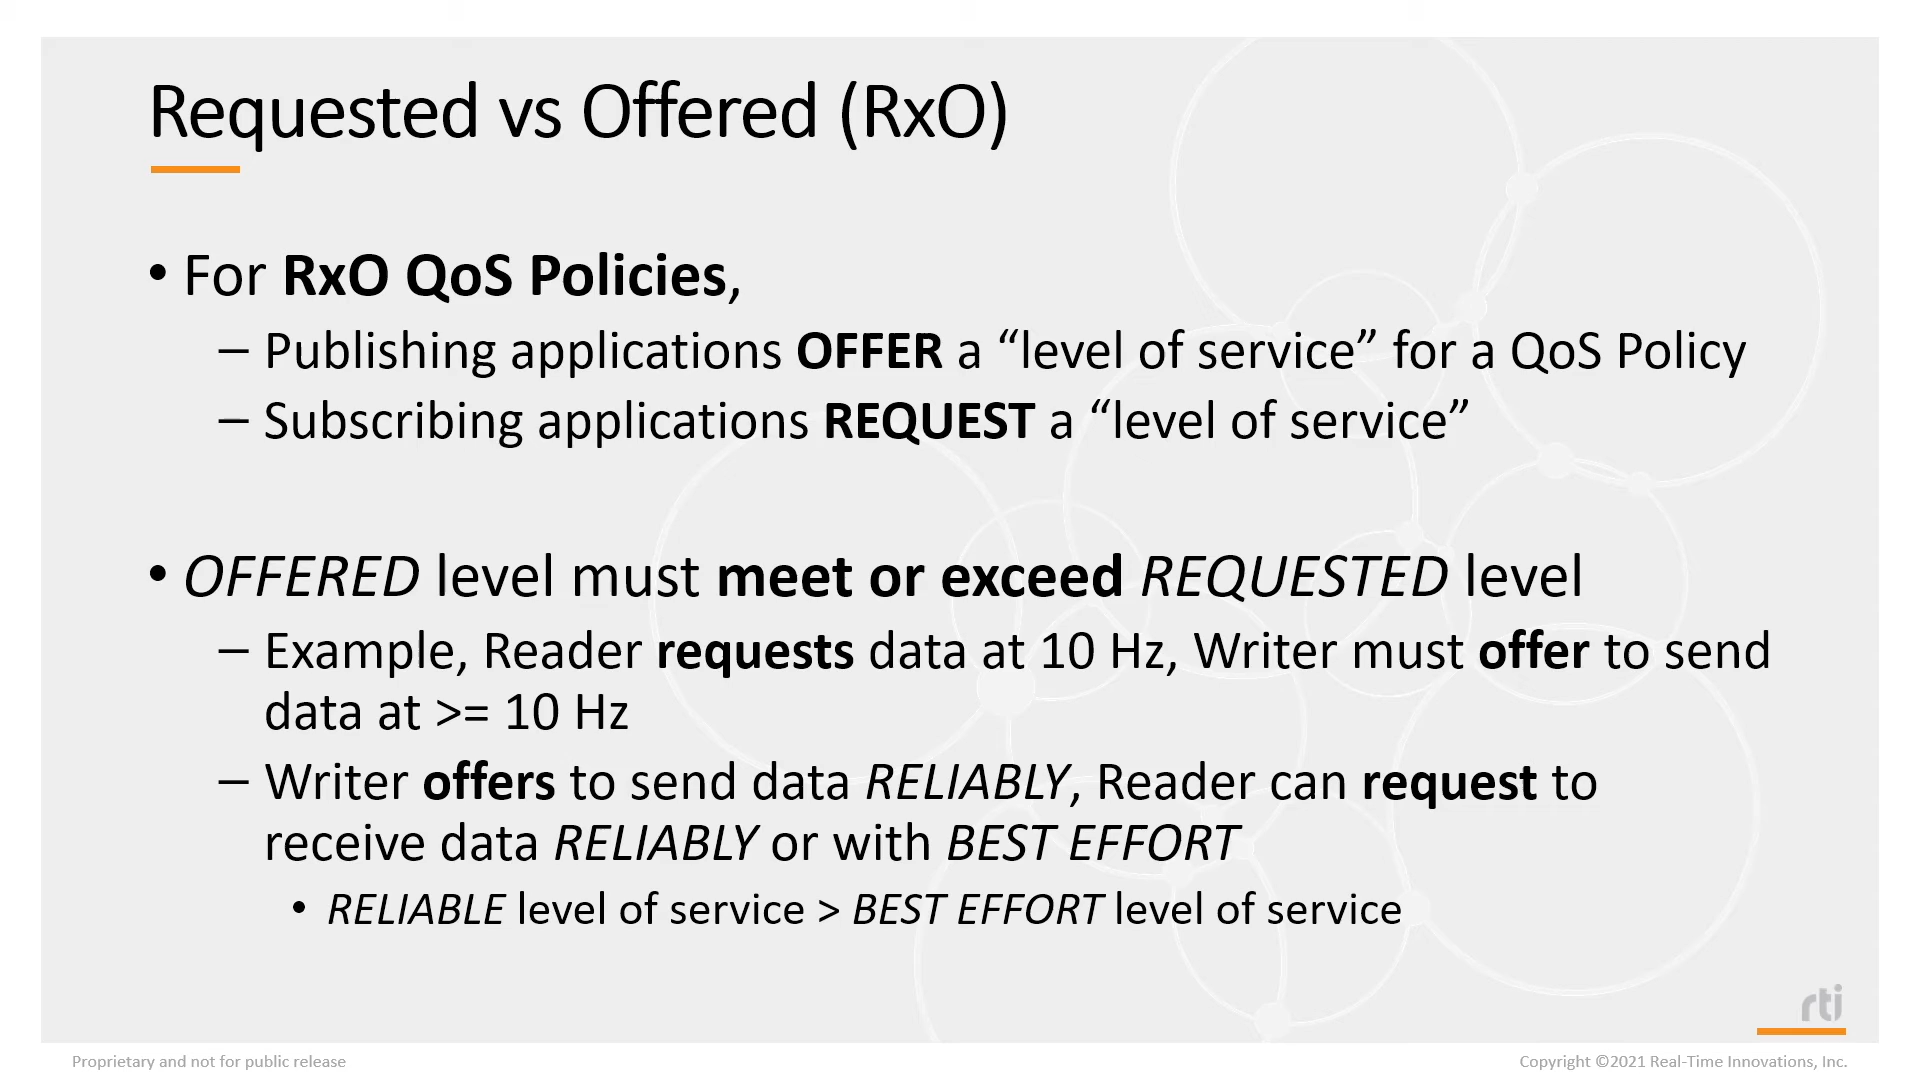 Requested vs Offered (RxO)
• For RxO QoS Policies,
– Publishing applications OFFER a “level of service” for a QoS Policy
– Subscribing applications REQUEST a “level of service”
• OFFERED level must meet or exceed REQUESTED level
– Example, Reader requests data at 10 Hz, Writer must offer to send
data at >= 10 Hz
– Writer offers to send data RELIABLY, Reader can request to
receive data RELIABLY or with BEST EFFORT
• RELIABLE level of service > BEST EFFORT level of service
rti
Proprietary and not for public release
Copyright ©2021 Real-Time Innovations, Inc.